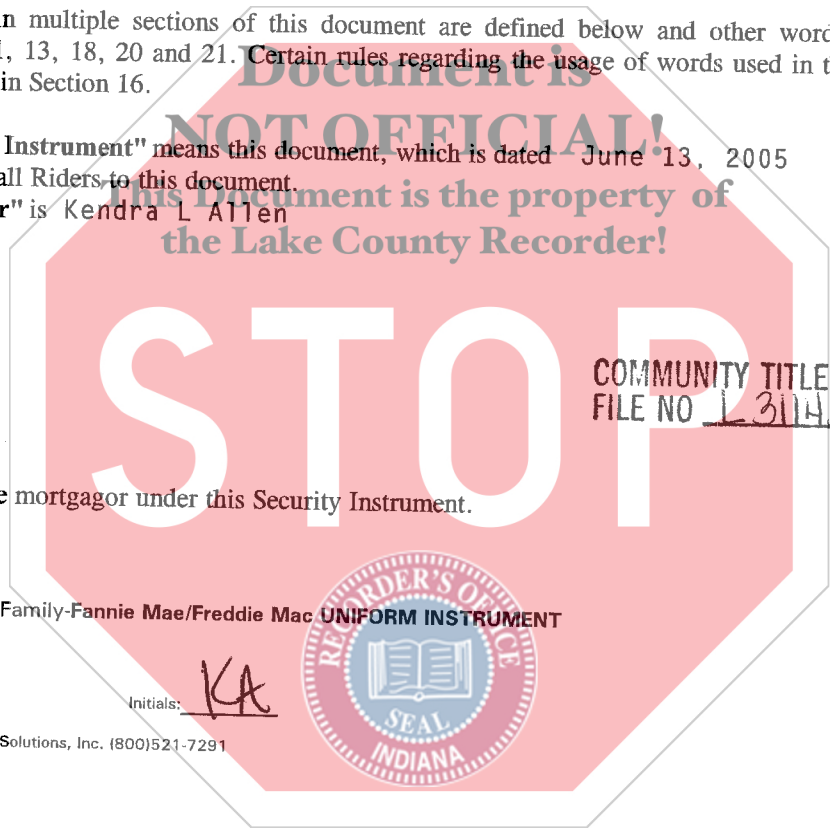 n multiple sections of this document are defined below and other word
, 13, 18, 20 and 21. Certain rules regarding the usage of words used in t
in Section 16.
Document is
NOT OFFICIAL!
Instrument" means this document, which is dated June 13, 2005
all Riders to this document.
This Document is the property of
r" is Kendra L Allen
the Lake County Recorder!
STOP
COMMUNITY TITLE
FILE NO L 3114
e mortgagor under this Security Instrument.
RECORDER'S OFFICE
Family-Fannie Mae/Freddie Mac UNIFORM INSTRUMENT
Initials: KA
SEAL
INDIANA
Solutions, Inc. (800)521-7291